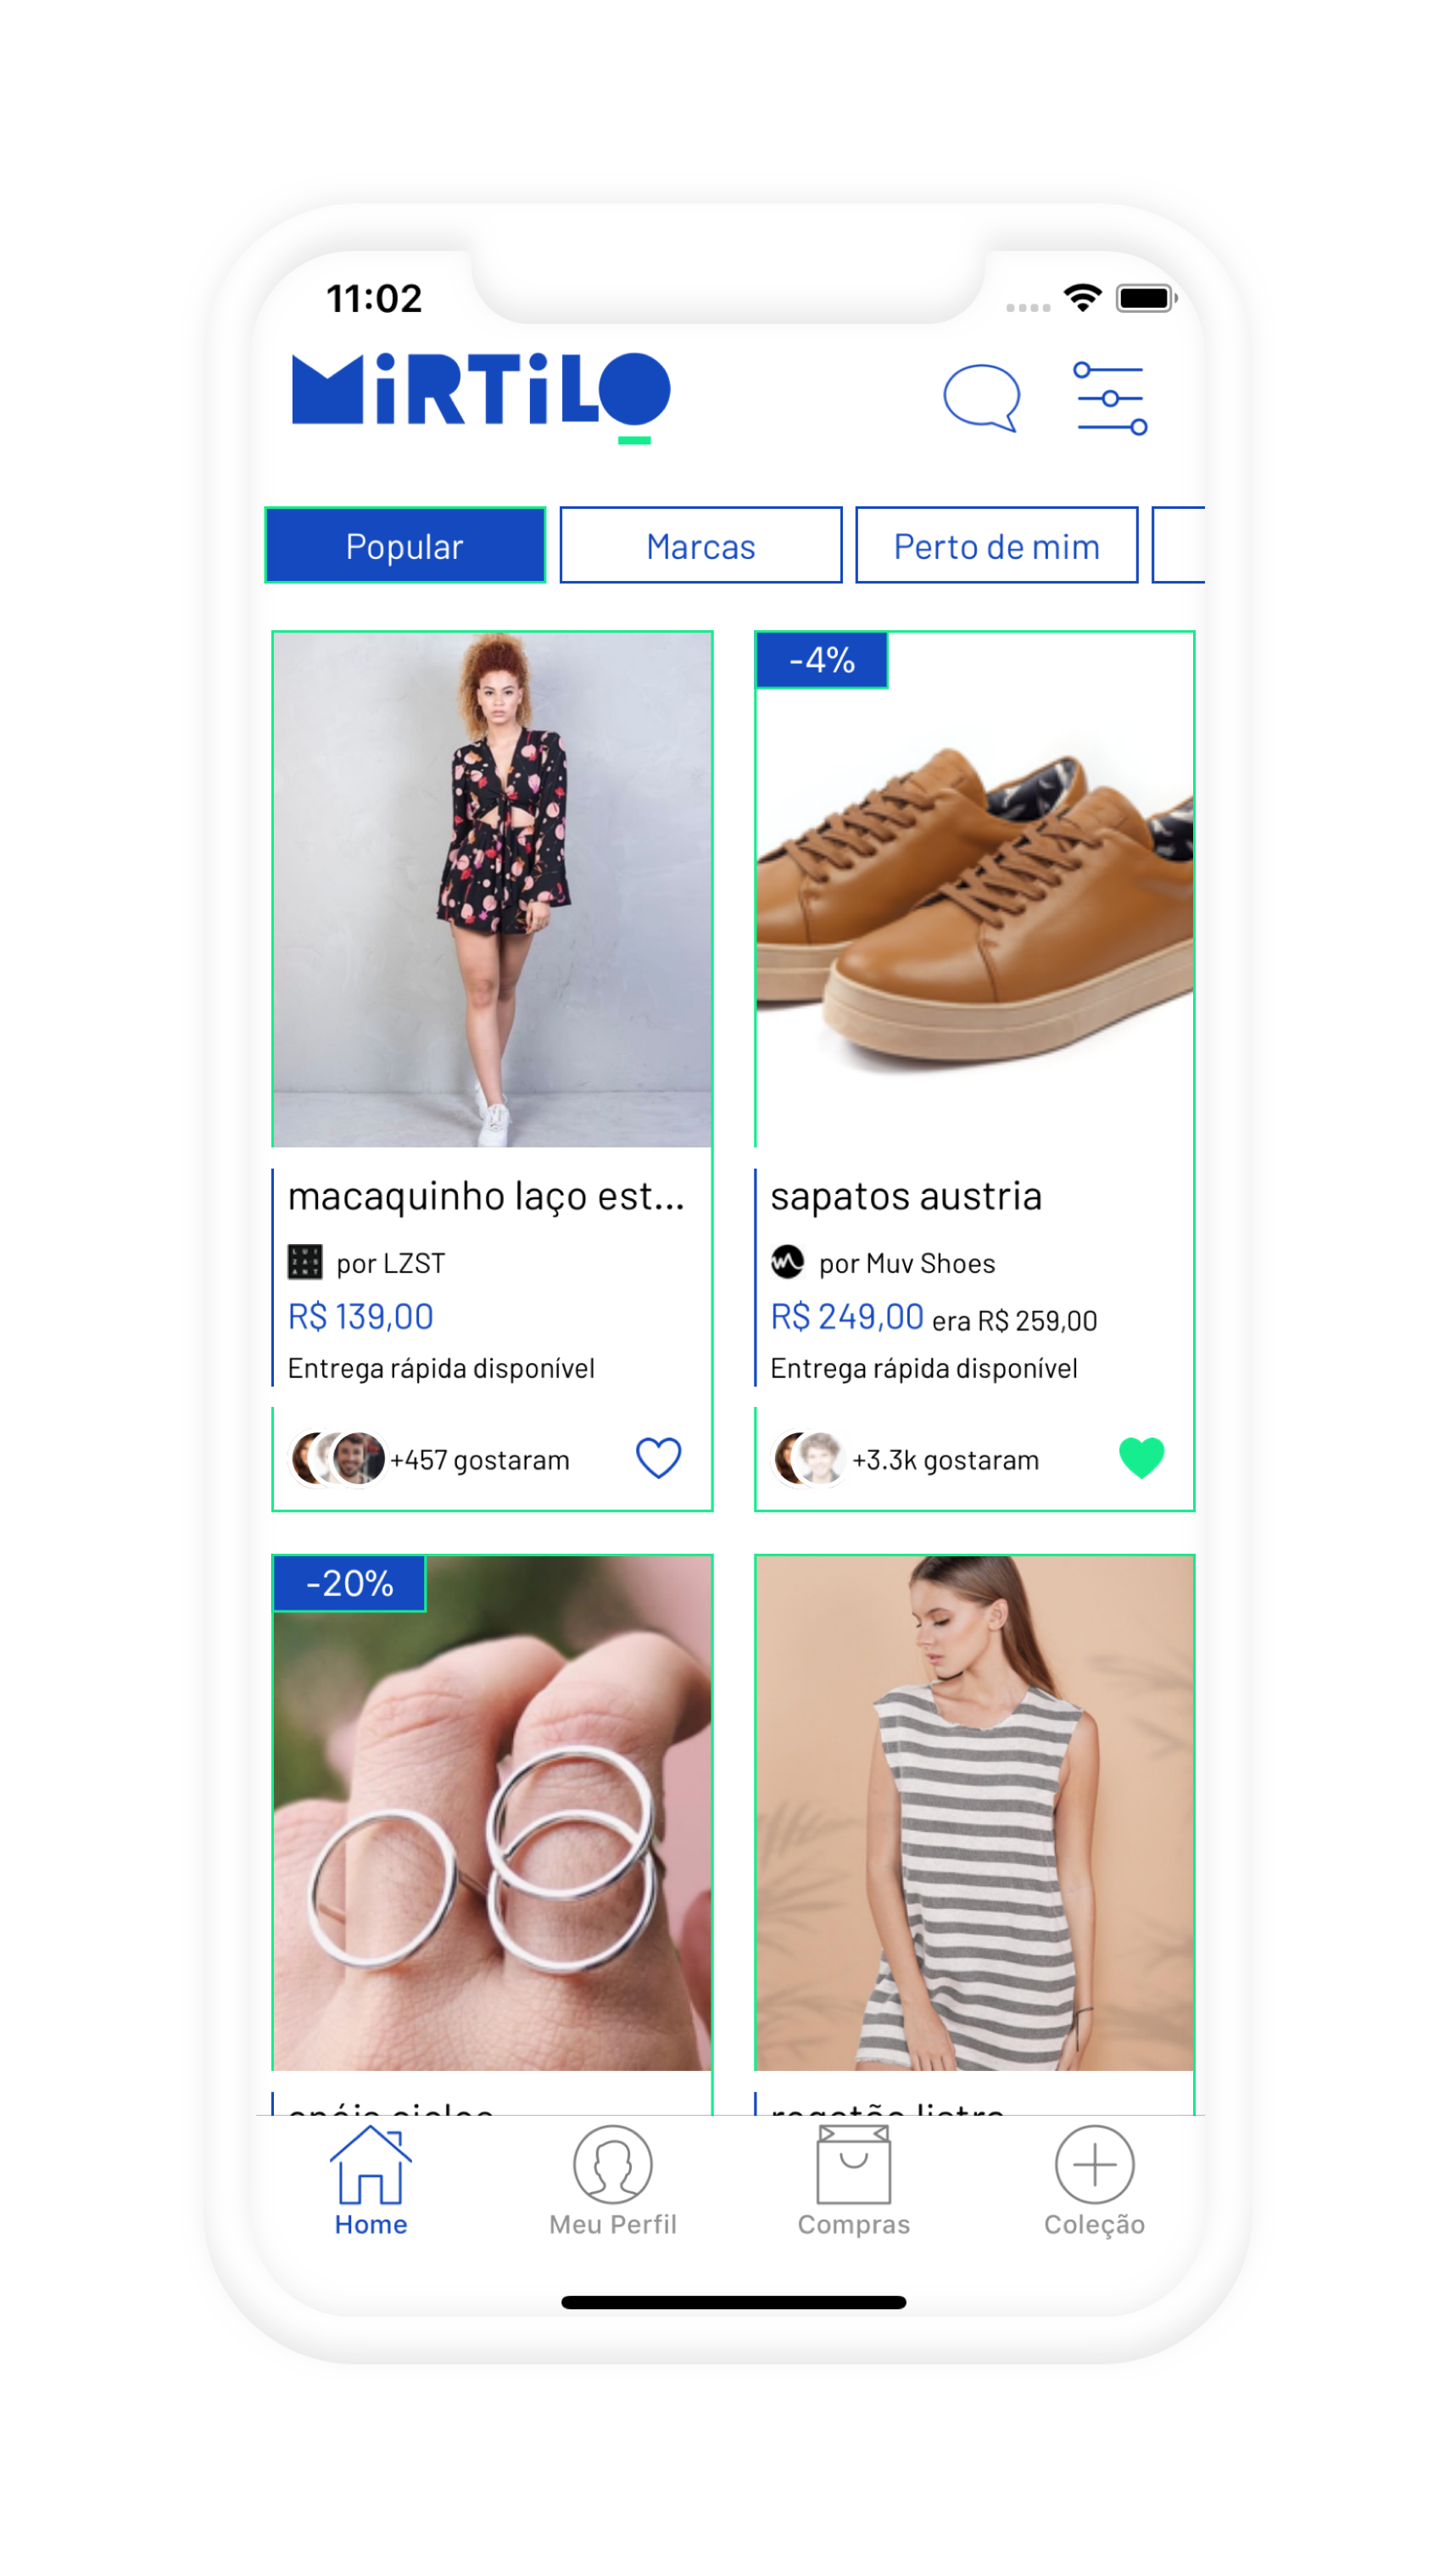 11:02
MiRTiLO
Popular
Marcas
Perto de mim
-4%
macaquinho laço est...
por LZST
R$ 139,00
Entrega rápida disponível
+457 gostaram
sapatos austria
por Muv Shoes
R$ 249,00 era R$ 259,00
Entrega rápida disponível
+3.3k gostaram
-20%
Home
Meu Perfil
Compras
Coleção